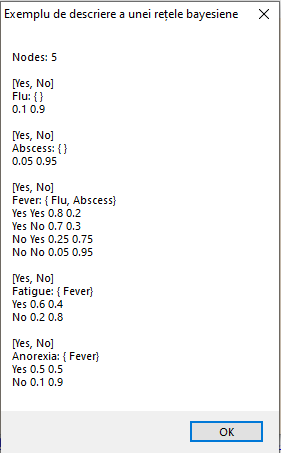 Exemplu de descriere a unei rețele bayesiene
Nodes: 5
[Yes, No]
Flu: { }
0.1 0.9
[Yes, No]
Abscess: { }
0.05 0.95
[Yes, No]
Fever: { Flu, Abscess}
Yes Yes 0.8 0.2
Yes No 0.7 0.3
No Yes 0.25 0.75
No No 0.05 0.95
[Yes, No]
Fatigue: { Fever}
Yes 0.6 0.4
No 0.2 0.8
[Yes, No]
Anorexia: { Fever}
Yes 0.5 0.5
No 0.1 0.9
OK